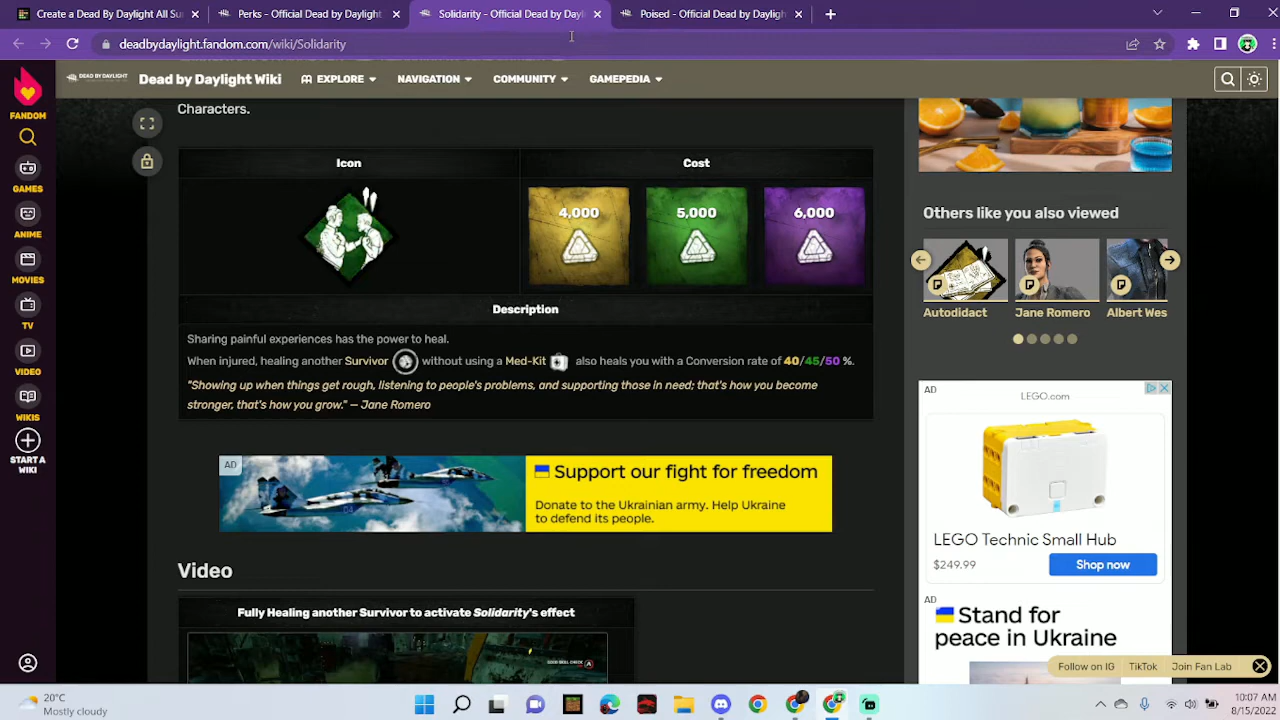 Create a Tier All Su
Perks - Official Dead by Daylight
Solidarity - Official Dead by Day
Poised - Official Dead by Dayligh
deadbydaylight.fandom.com/wiki/Solidarity
DEAD BY DAYLIGHT
Dead by Daylight Wiki
EXPLORE
NAVIGATION
COMMUNITY
GAMEPEDIA
FANDOM
GAMES
ANIME
MOVIES
TV
VIDEO
WIKIS
START A
WIKI
Characters.
Icon
Cost
4,000
5,000
6,000
Description
Sharing painful experiences has the power to heal.
When injured, healing another Survivor without using a Med-Kit also heals you with a Conversion rate of 40/45/50 %.
"Showing up when things get rough, listening to people's problems, and supporting those in need; that's how you become
stronger, that's how you grow." — Jane Romero
AD
Support our fight for freedom
Donate to the Ukrainian army. Help Ukraine
to defend its people.
Video
Fully Healing another Survivor to activate Solidarity's effect
Others like you also viewed
Autodidact
Jane Romero
Albert Wes
AD
LEGO.com
LEGO Technic Small Hub
$249.99
Shop now
AD
Stand for
peace in Ukraine
Follow on IG
TikTok
Join Fan Lab
20°C
Mostly cloudy
10:07 AM
8/15/2022